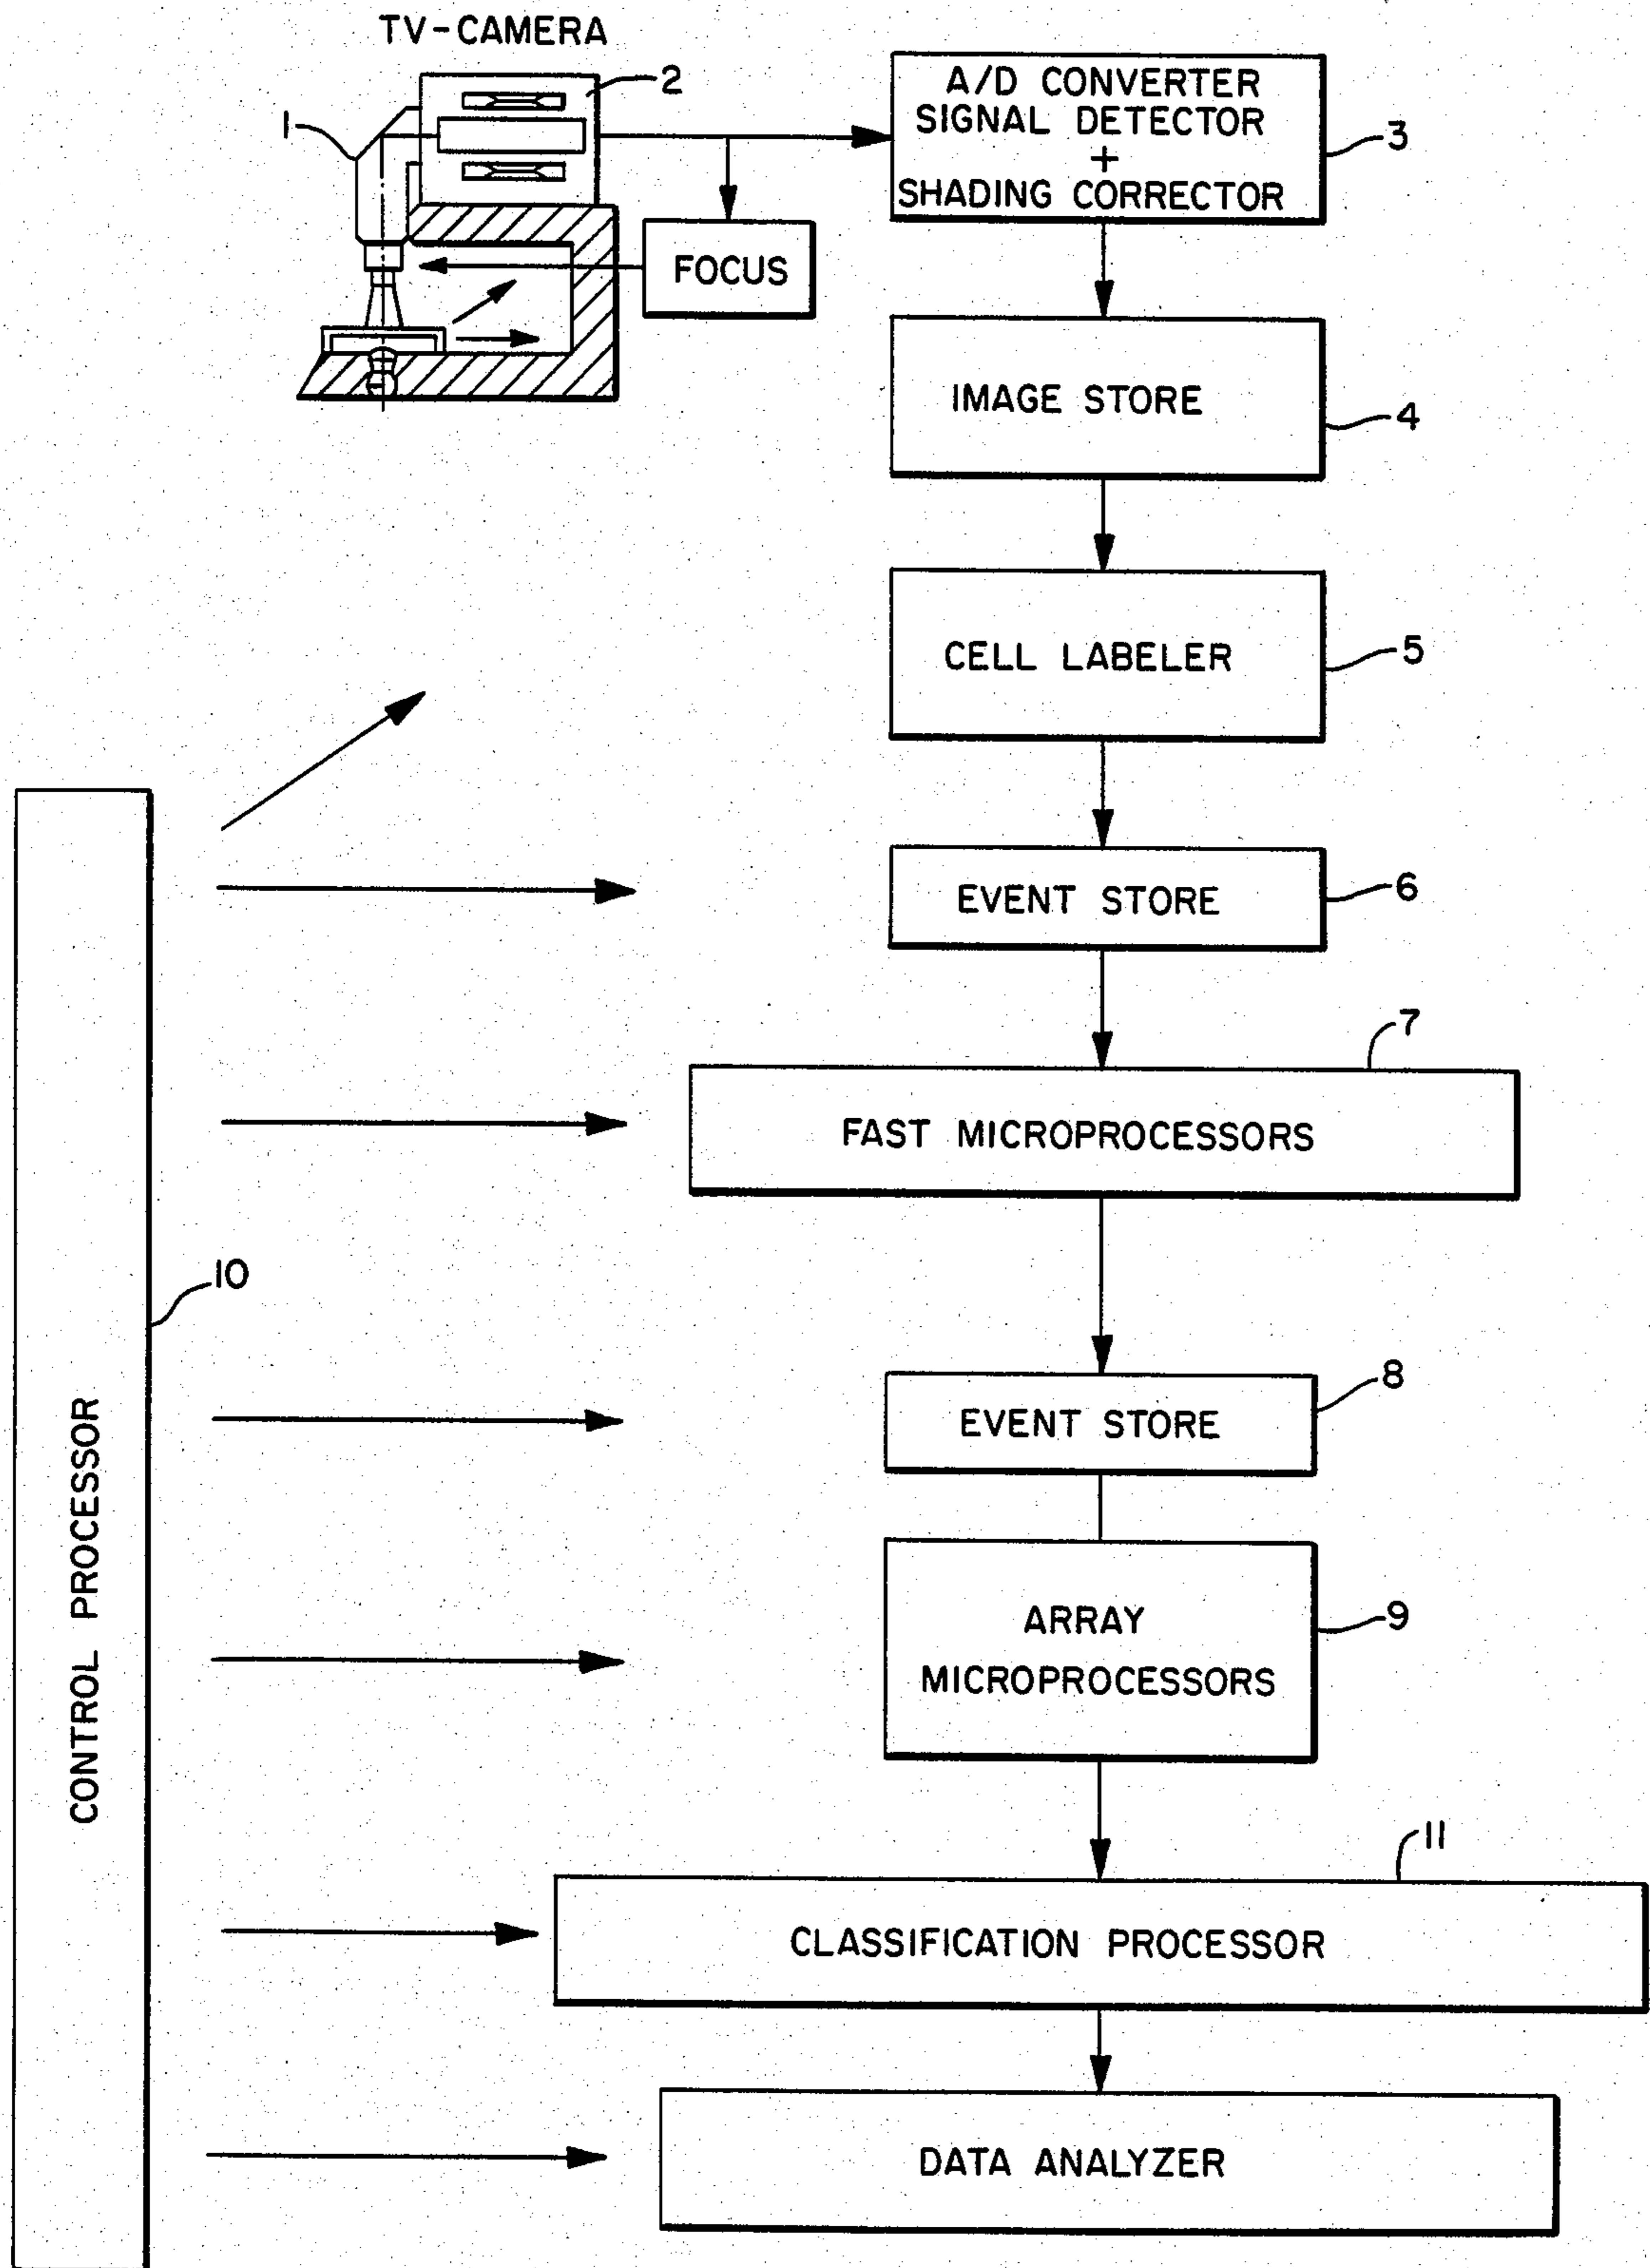 TV-CAMERA
1
2
A/D CONVERTER
SIGNAL DETECTOR
+
SHADING CORRECTOR
3
FOCUS
IMAGE STORE
4
CELL LABELER
5
EVENT STORE
6
7
FAST MICROPROCESSORS
CONTROL PROCESSOR
10
EVENT STORE
8
ARRAY
MICROPROCESSORS
9
11
CLASSIFICATION PROCESSOR
DATA ANALYZER